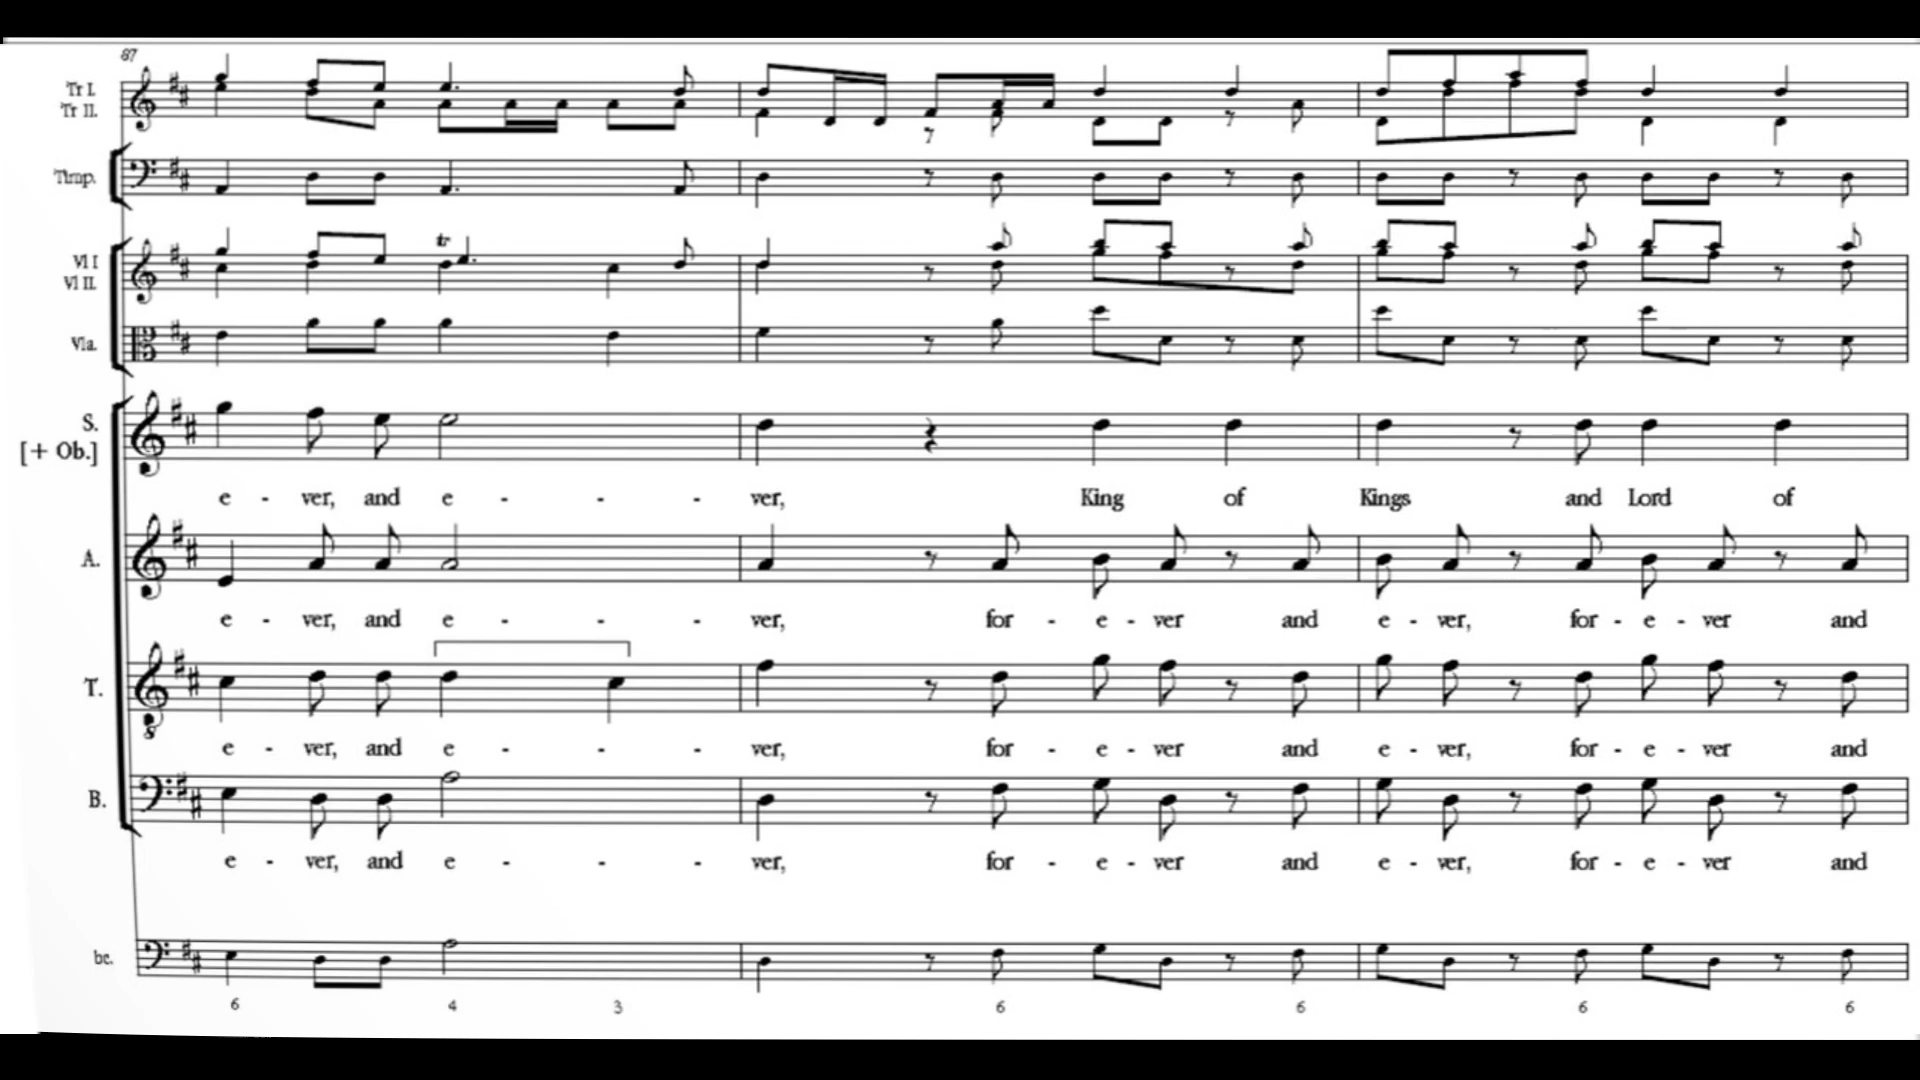 87
Tr I.
Tr II.
Timp.
tr
Vl I
Vl II.
Vla.
S.
[+ Ob.]
e - ver, and e - - - ver, King of Kings and Lord of
A.
e - ver, and e - - - ver, for - e - ver and e - ver, for - e - ver and
T.
8
e - ver, and e - - - ver, for - e - ver and e - ver, for - e - ver and
B.
e - ver, and e - - - ver, for - e - ver and e - ver, for - e - ver and
bc.
6 4 3 6 6 6 6